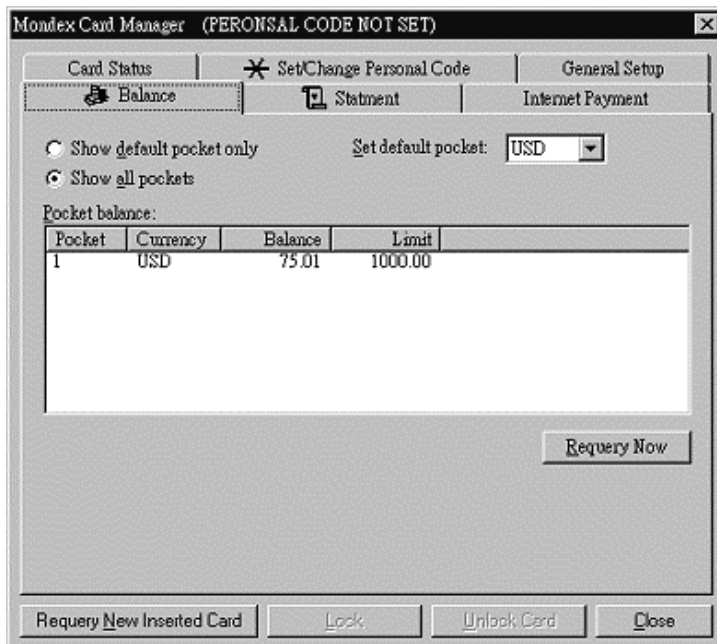 Mondex Card Manager (PERONSAL CODE NOT SET)
Card Status Set/Change Personal Code General Setup
Balance Statment Internet Payment
Show default pocket only Set default pocket: USD
Show all pockets
Pocket balance:
Pocket Currency Balance Limit
1 USD 75.01 1000.00
Requery Now
Requery New Inserted Card Lock Unlock Card Close